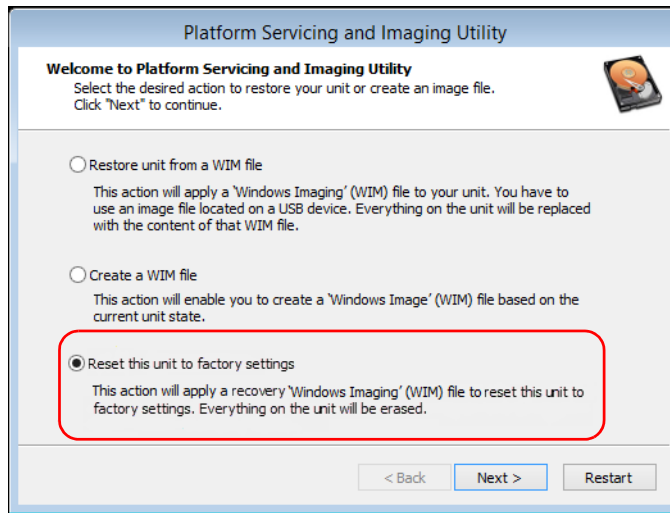 Platform Servicing and Imaging Utility
Welcome to Platform Servicing and Imaging Utility
Select the desired action to restore your unit or create an image file.
Click "Next" to continue.
Restore unit from a WIM file
This action will apply a 'Windows Imaging' (WIM) file to your unit. You have to
use an image file located on a USB device. Everything on the unit will be replaced
with the content of that WIM file.
Create a WIM file
This action will enable you to create a 'Windows Image' (WIM) file based on the
current unit state.
Reset this unit to factory settings
This action will apply a recovery 'Windows Imaging' (WIM) file to reset this unit to
factory settings. Everything on the unit will be erased.
< Back Next > Restart